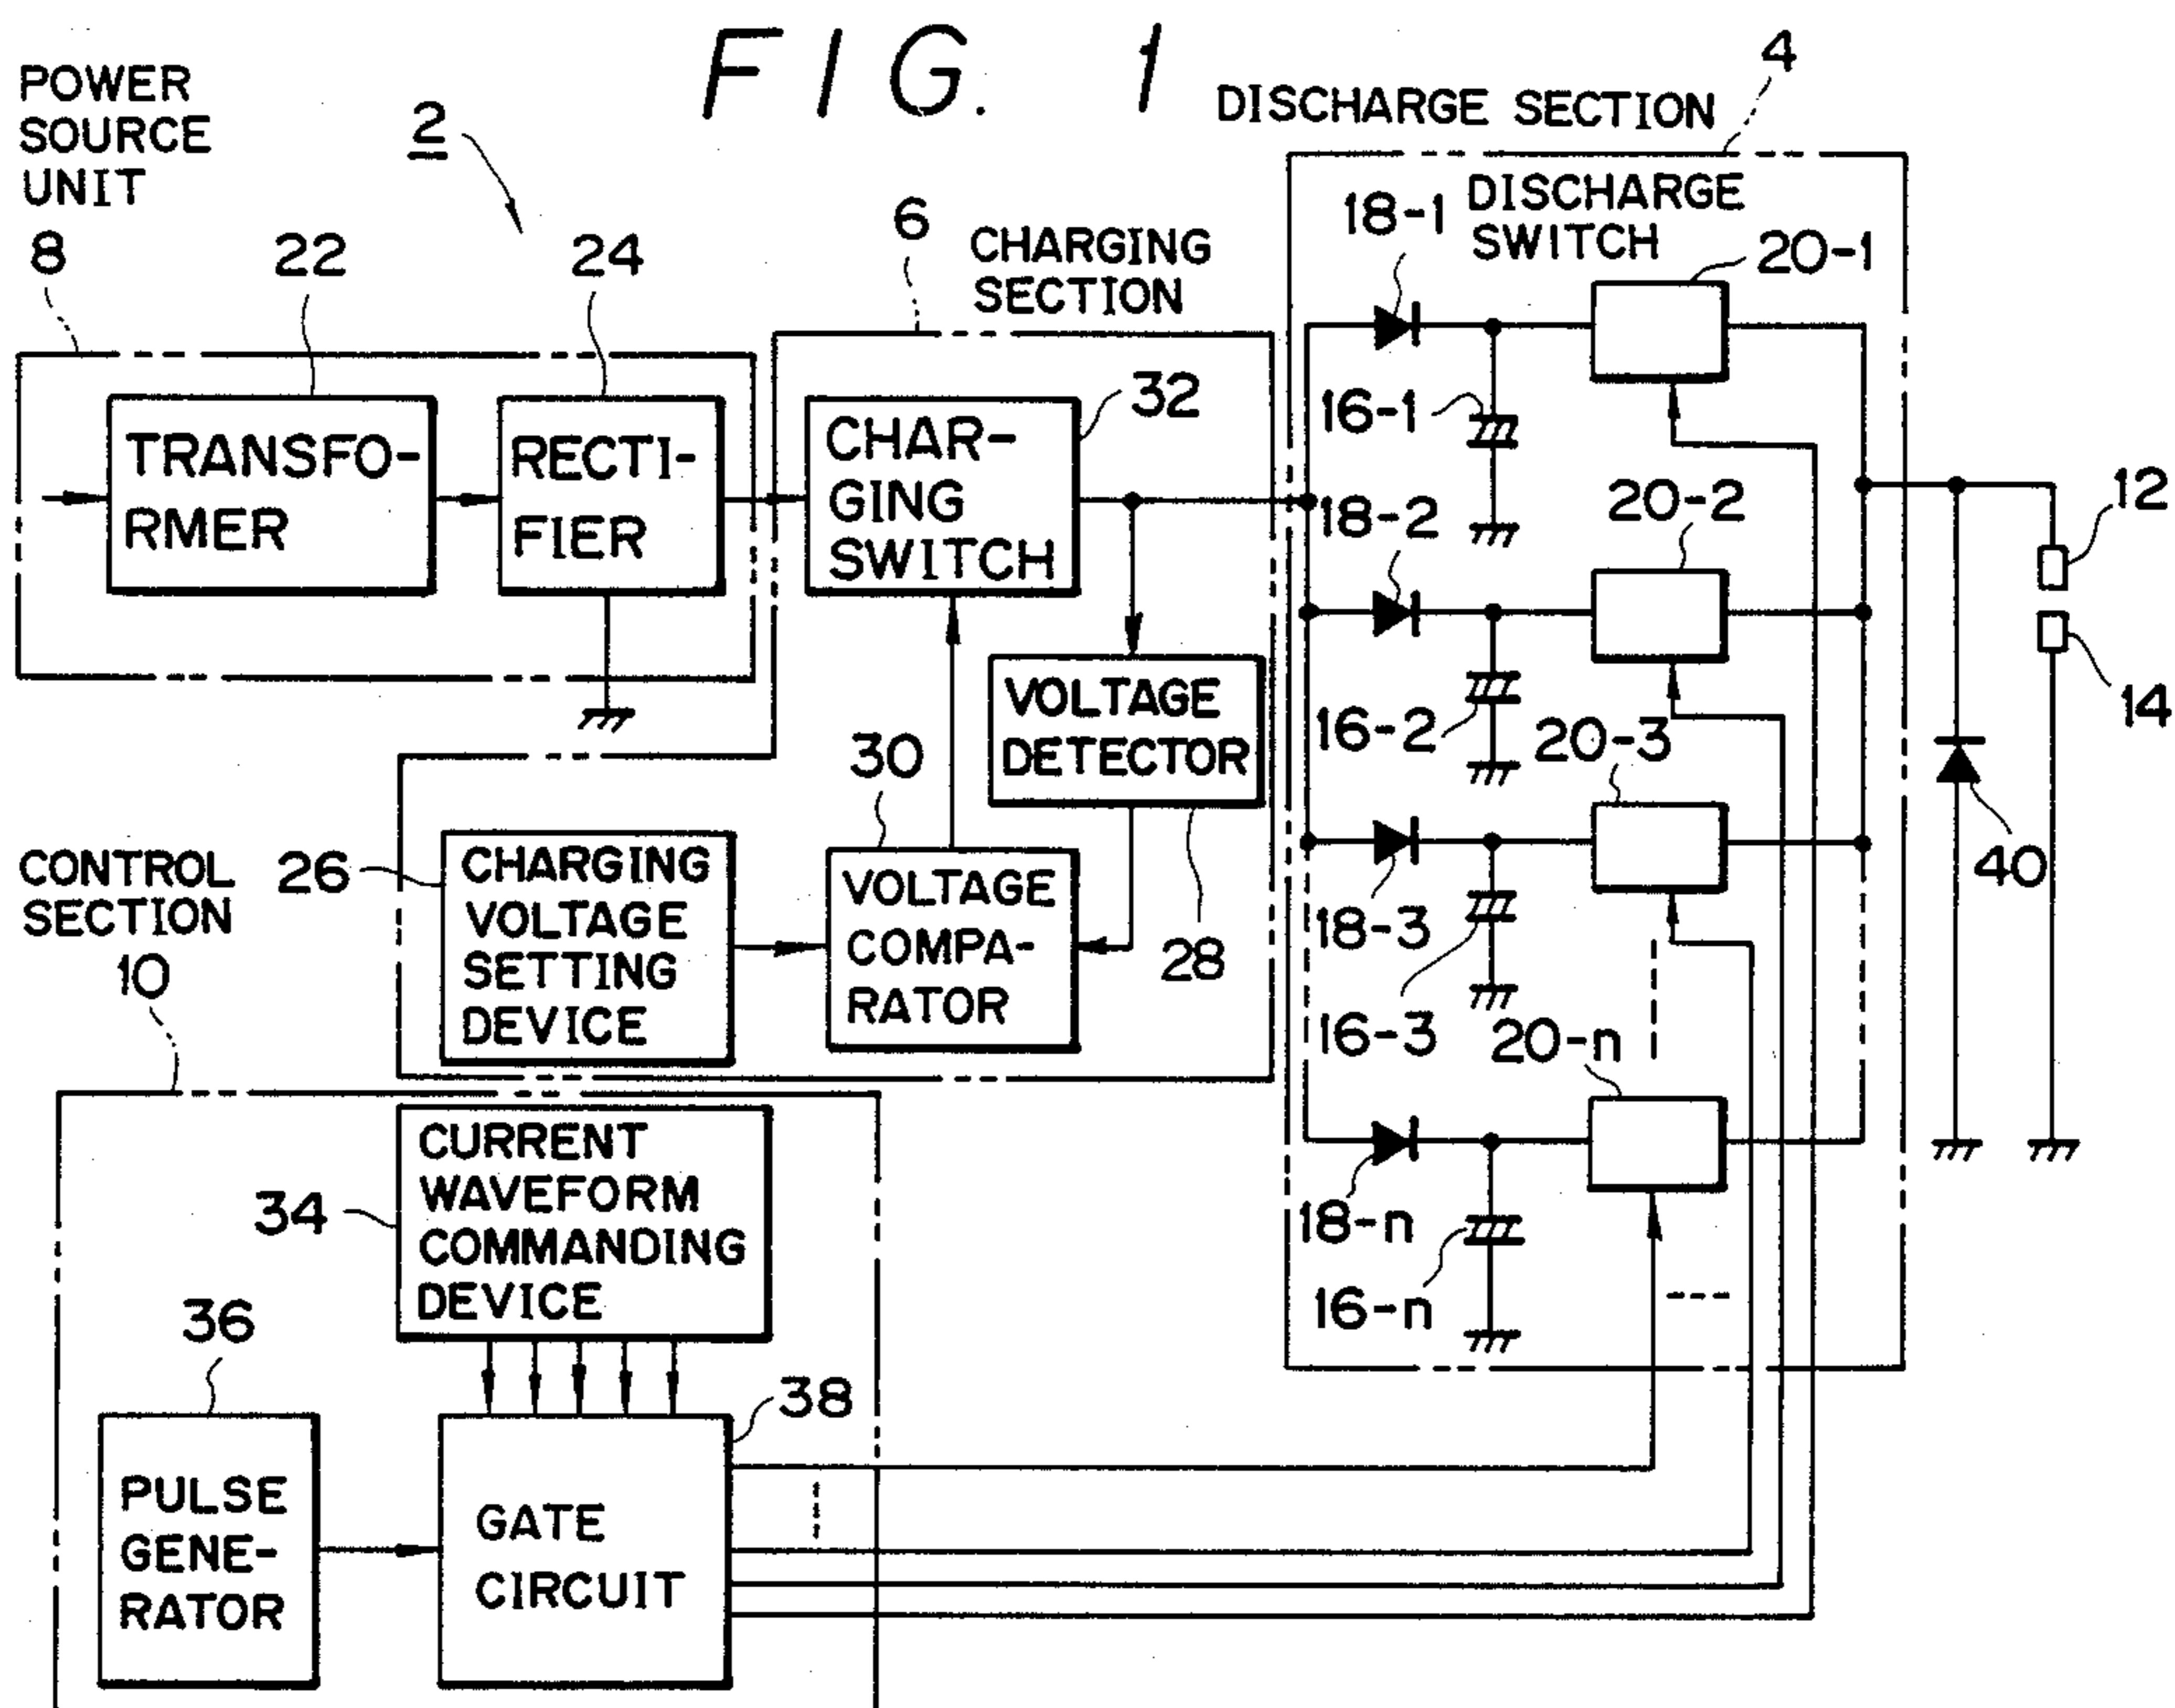 FIG. 1
POWER
SOURCE
UNIT
8
2
22
24
6
CHARGING
SECTION
DISCHARGE SECTION
4
18-1
DISCHARGE
SWITCH
20-1
TRANSFO-
RMER
RECTI-
FIER
CHAR-
GING
SWITCH
32
16-1
18-2
20-2
12
14
VOLTAGE
DETECTOR
28
16-2
20-3
40
30
CONTROL
SECTION
10
26
CHARGING
VOLTAGE
SETTING
DEVICE
VOLTAGE
COMPA-
RATOR
18-3
16-3
20-n
34
CURRENT
WAVEFORM
COMMANDING
DEVICE
18-n
16-n
36
38
PULSE
GENE-
RATOR
GATE
CIRCUIT